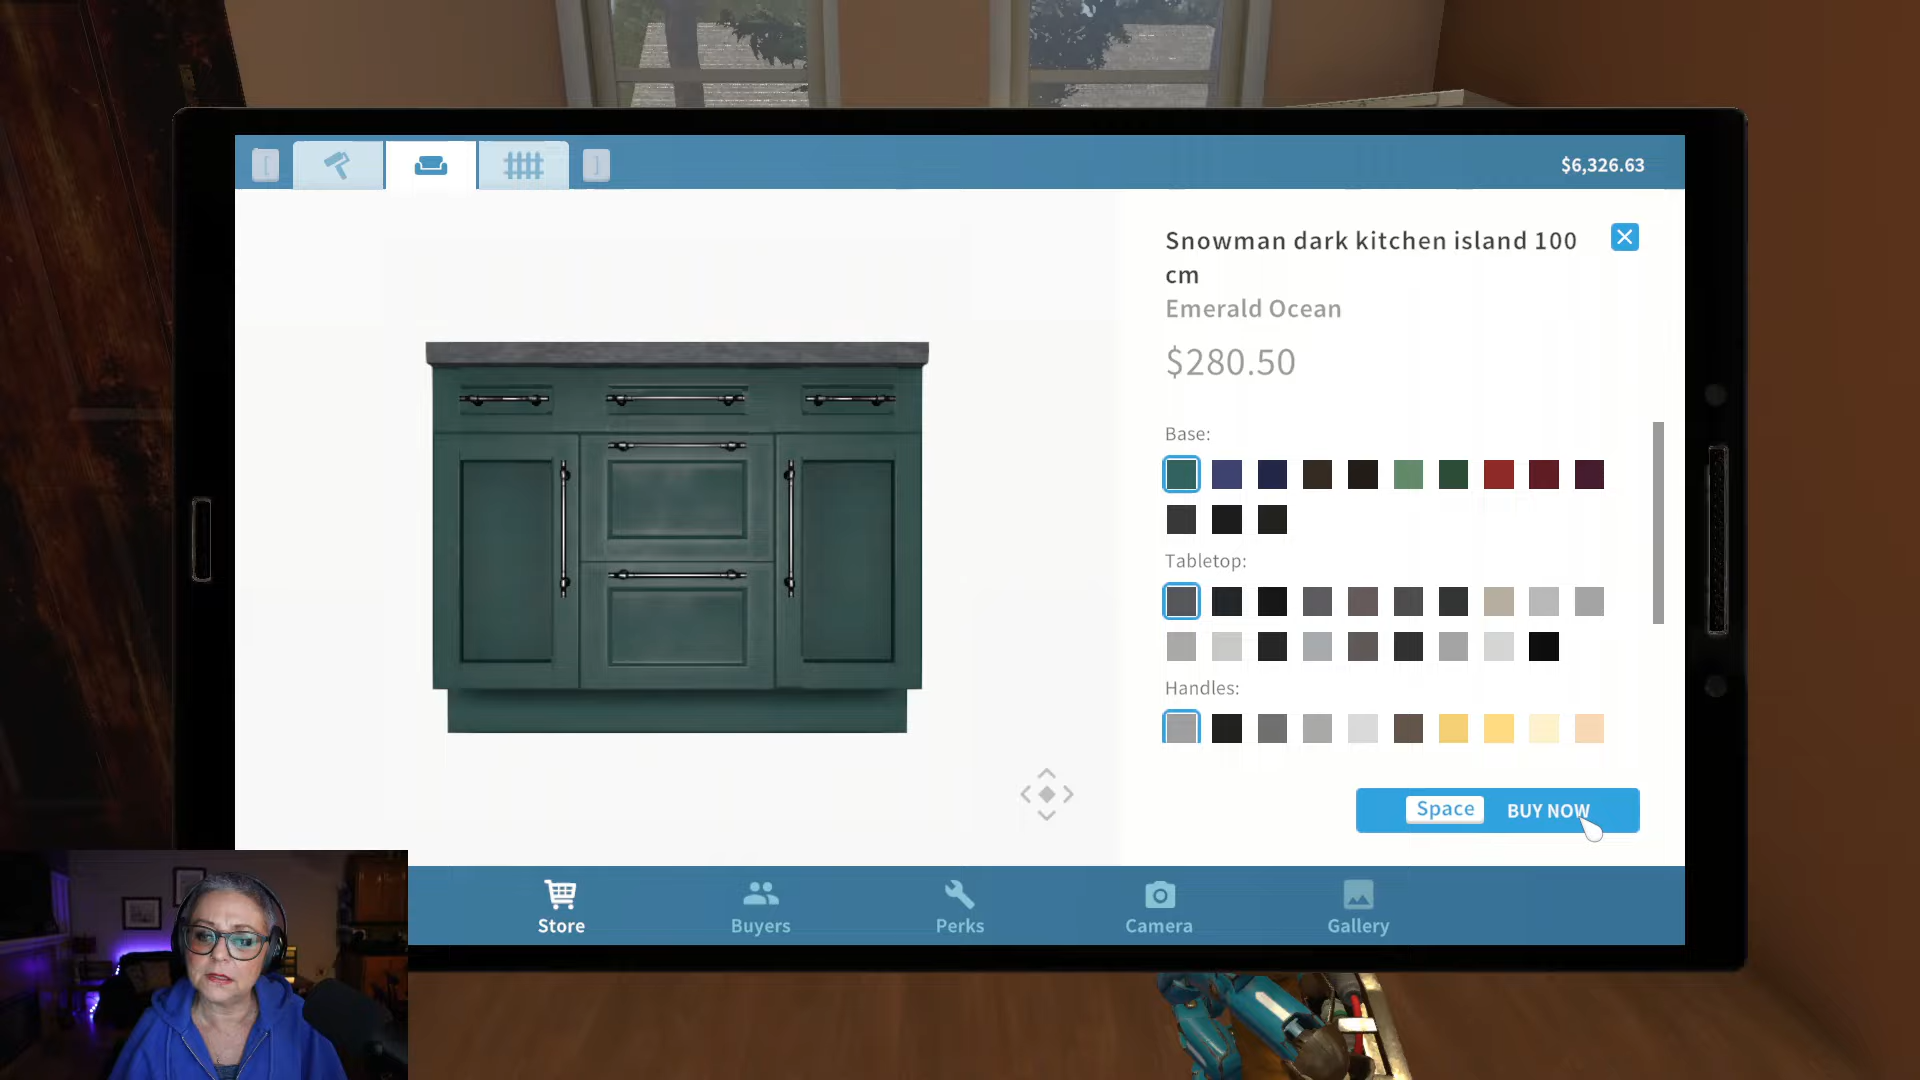 [
]
$6,326.63
Snowman dark kitchen island 100
cm
Emerald Ocean
$280.50
Base:
Tabletop:
Handles:
Space BUY NOW
Store
Buyers
Perks
Camera
Gallery